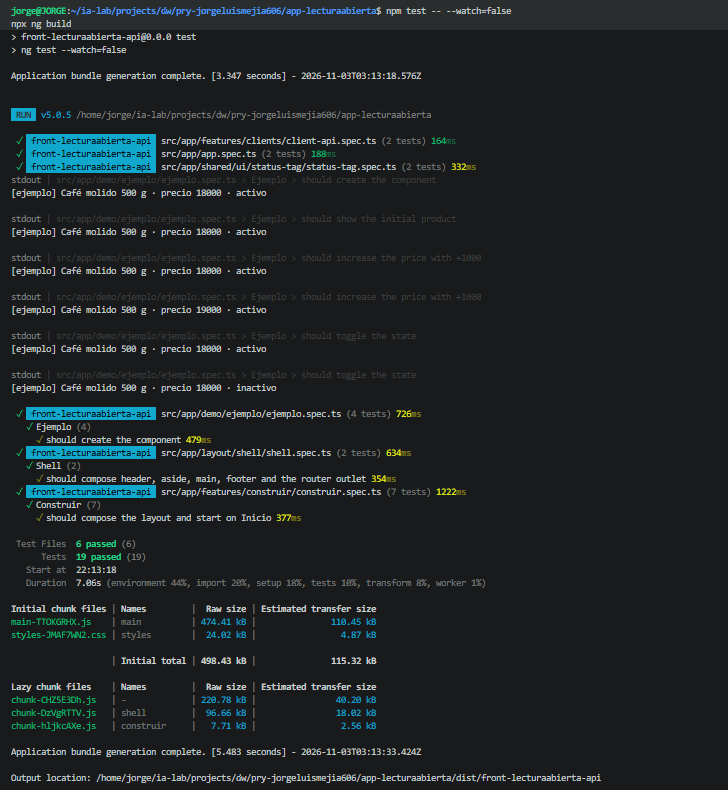 jorge@JORGE:~/ia-lab/projects/dw/pry-jorgeluismejia606/app-lecturaabierta$ npm test -- --watch=false
npx ng build
> front-lecturaabierta-api@0.0.0 test
> ng test --watch=false
Application bundle generation complete. [3.347 seconds] - 2026-11-03T03:13:18.576Z
RUN v5.0.5 /home/jorge/ia-lab/projects/dw/pry-jorgeluismejia606/app-lecturaabierta
✓ front-lecturaabierta-api src/app/features/clients/client-api.spec.ts (2 tests) 164ms
✓ front-lecturaabierta-api src/app/app.spec.ts (2 tests) 188ms
✓ front-lecturaabierta-api src/app/shared/ui/status-tag/status-tag.spec.ts (2 tests) 332ms
stdout | src/app/demo/ejemplo/ejemplo.spec.ts > Ejemplo > should create the component
[ejemplo] Café molido 500 g · precio 18000 · activo
stdout | src/app/demo/ejemplo/ejemplo.spec.ts > Ejemplo > should show the initial product
[ejemplo] Café molido 500 g · precio 18000 · activo
stdout | src/app/demo/ejemplo/ejemplo.spec.ts > Ejemplo > should increase the price with +1000
[ejemplo] Café molido 500 g · precio 18000 · activo
stdout | src/app/demo/ejemplo/ejemplo.spec.ts > Ejemplo > should increase the price with +1000
[ejemplo] Café molido 500 g · precio 19000 · activo
stdout | src/app/demo/ejemplo/ejemplo.spec.ts > Ejemplo > should toggle the state
[ejemplo] Café molido 500 g · precio 18000 · activo
stdout | src/app/demo/ejemplo/ejemplo.spec.ts > Ejemplo > should toggle the state
[ejemplo] Café molido 500 g · precio 18000 · inactivo
✓ front-lecturaabierta-api src/app/demo/ejemplo/ejemplo.spec.ts (4 tests) 726ms
✓ Ejemplo (4)
✓ should create the component 479ms
✓ front-lecturaabierta-api src/app/layout/shell/shell.spec.ts (2 tests) 634ms
✓ Shell (2)
✓ should compose header, aside, main, footer and the router outlet 354ms
✓ front-lecturaabierta-api src/app/features/construir/construir.spec.ts (7 tests) 1222ms
✓ Construir (7)
✓ should compose the layout and start on Inicio 377ms
Test Files 6 passed (6)
Tests 19 passed (19)
Start at 22:13:18
Duration 7.06s (environment 44%, import 20%, setup 18%, tests 10%, transform 8%, worker 1%)
Initial chunk files | Names | Raw size | Estimated transfer size
main-TTOKGRHX.js | main | 474.41 kB | 110.45 kB
styles-JMAF7WN2.css | styles | 24.02 kB | 4.87 kB
| Initial total | 498.43 kB | 115.32 kB
Lazy chunk files | Names | Raw size | Estimated transfer size
chunk-CHZ5E3Dh.js | - | 220.78 kB | 40.20 kB
chunk-DzVgRTTV.js | shell | 96.66 kB | 18.02 kB
chunk-hljkcAXe.js | construir | 7.71 kB | 2.56 kB
Application bundle generation complete. [5.483 seconds] - 2026-11-03T03:13:33.424Z
Output location: /home/jorge/ia-lab/projects/dw/pry-jorgeluismejia606/app-lecturaabierta/dist/front-lecturaabierta-api